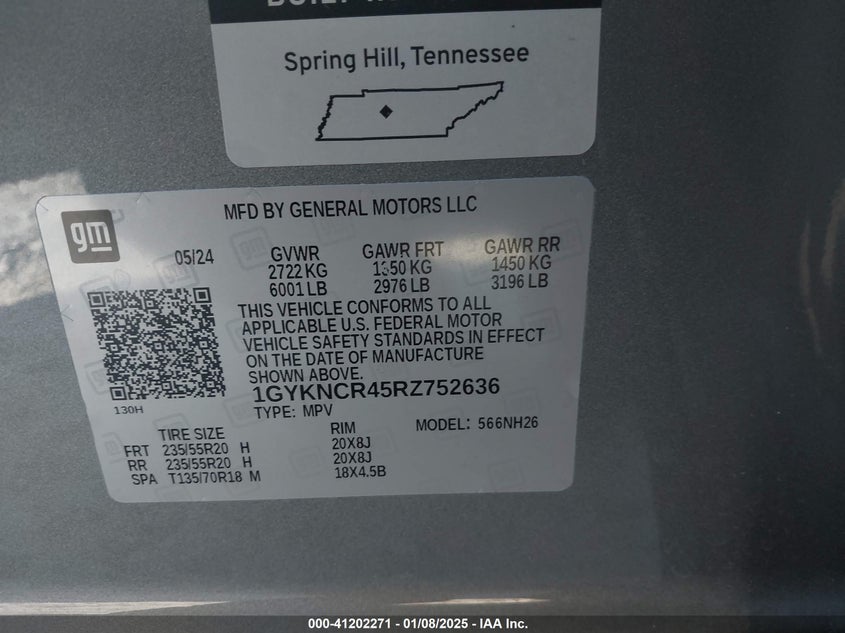 Spring Hill, Tennessee
gm
MFD BY GENERAL MOTORS LLC
05/24
GVWR GAWR FRT GAWR RR
2722 KG 1350 KG 1450 KG
6001 LB 2976 LB 3196 LB
THIS VEHICLE CONFORMS TO ALL
APPLICABLE U.S. FEDERAL MOTOR
VEHICLE SAFETY STANDARDS IN EFFECT
ON THE DATE OF MANUFACTURE
SHOWN ABOVE.
1GYKNCR45RZ752636
130H
TYPE: MPV
TIRE SIZE RIM MODEL: 566NH26
FRT 235/55R20 H 20X8J
RR 235/55R20 H 20X8J
SPA T135/70R18 M 18X4.5B
000-41202271 - 01/08/2025 - IAA Inc.